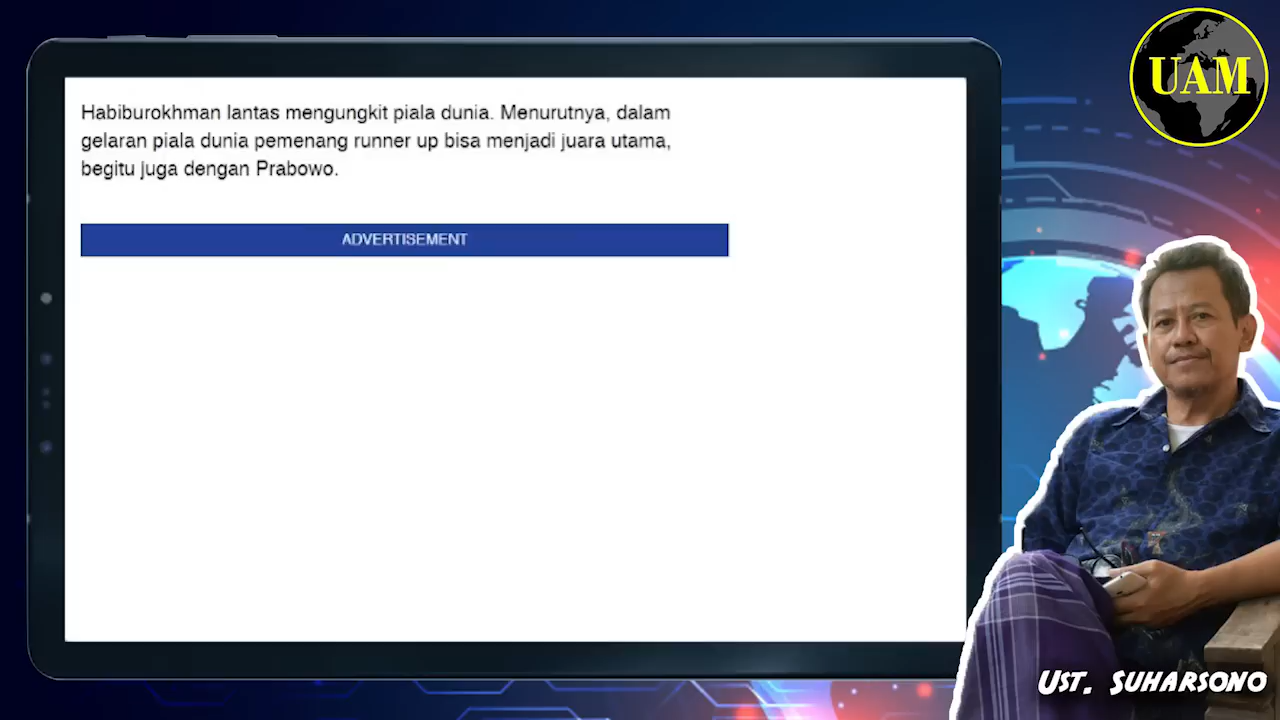 Habiburokhman lantas mengungkit piala dunia. Menurutnya, dalam
gelaran piala dunia pemenang runner up bisa menjadi juara utama,
begitu juga dengan Prabowo.
ADVERTISEMENT
UAM
UST. SUHARSONO